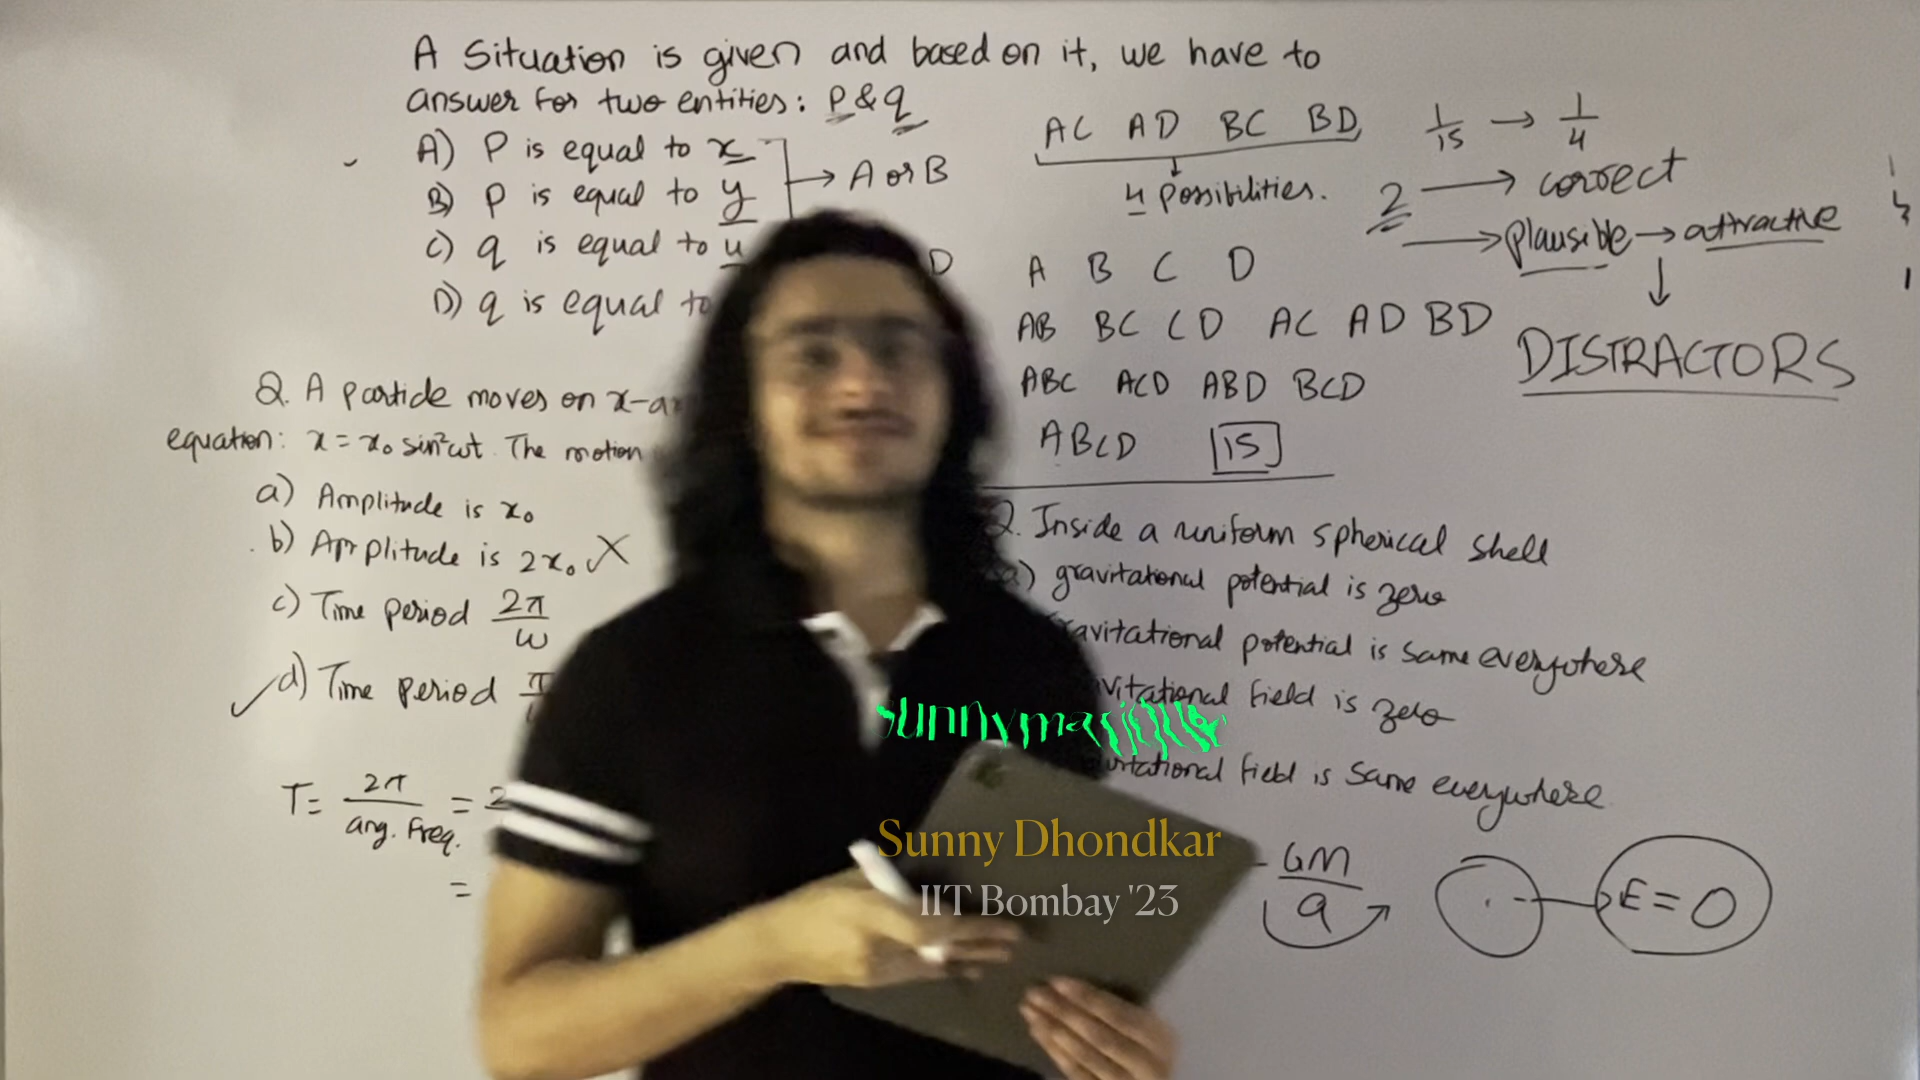 A Situation is given and based on it, we have to
answer for two entities: p & q
A) P is equal to x
B) P is equal to y
→ A or B
C) q is equal to u
D
D) q is equal to
AC AD BC BD
4 possibilities.
1/15 → 1/4
2 → correct
→ plausible → attractive
↓
DISTRACTORS
A B C D
AB BC CD AC AD BD
ABC ACD ABD BCD
ABCD 15
Q. A particle moves on x-
equation: x = x₀ sin²ωt. The motion
a) Amplitude is x₀
b) Amplitude is 2x₀ ✗
c) Time period 2π/ω
✓ d) Time period π/
T = 2π/ang. freq. = 2
=
Q. Inside a uniform spherical shell
a) gravitational potential is zero
gravitational potential is same everywhere
field is zero
field is same everywhere
-GM/a
E = 0
Sunny Dhondkar
IIT Bombay '23